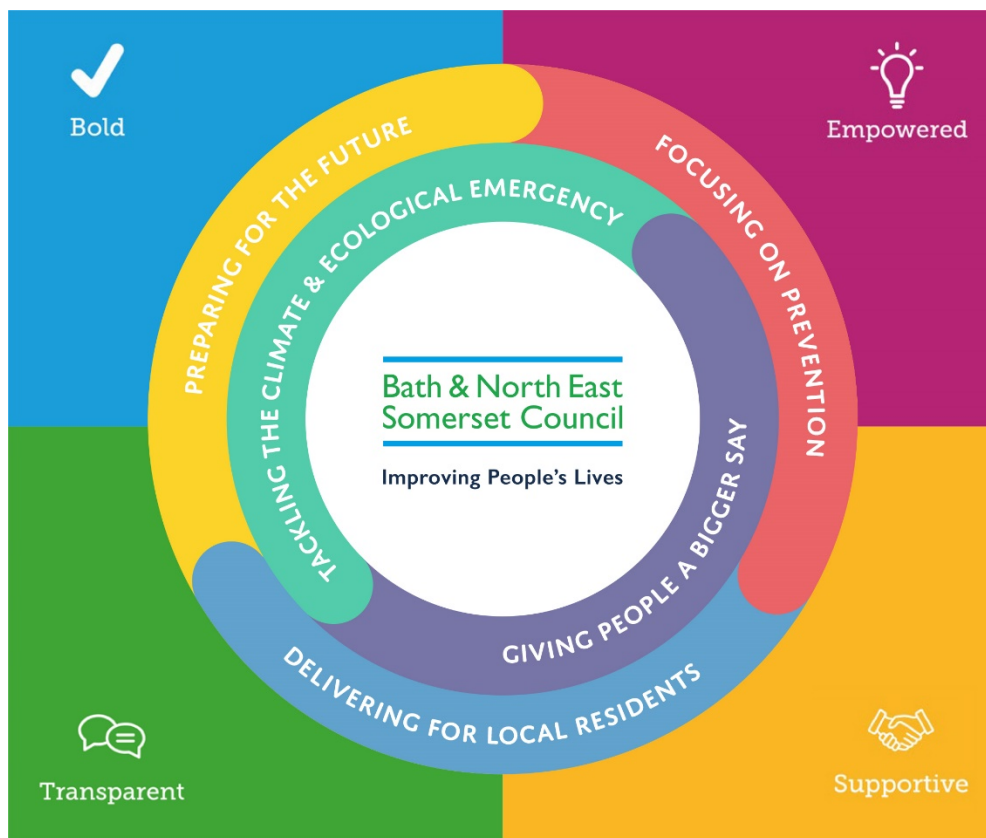 Bold
Empowered
PREPARING FOR THE FUTURE
FOCUSING ON PREVENTION
TACKLING THE CLIMATE & ECOLOGICAL EMERGENCY
Bath & North East
Somerset Council
Improving People's Lives
GIVING PEOPLE A BIGGER SAY
DELIVERING FOR LOCAL RESIDENTS
Transparent
Supportive